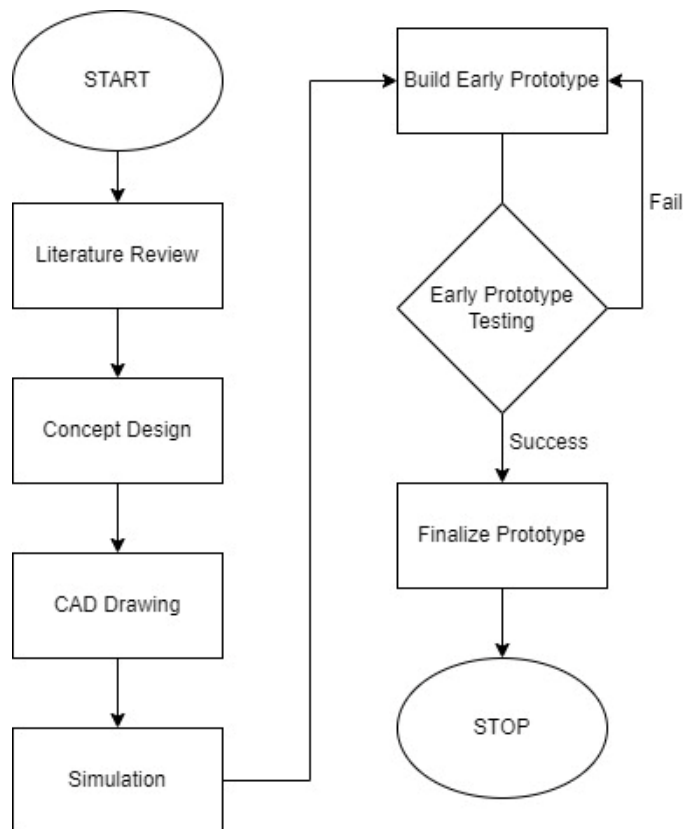 START
Literature Review
Concept Design
CAD Drawing
Simulation
Build Early Prototype
Fail
Early Prototype
Testing
Success
Finalize Prototype
STOP